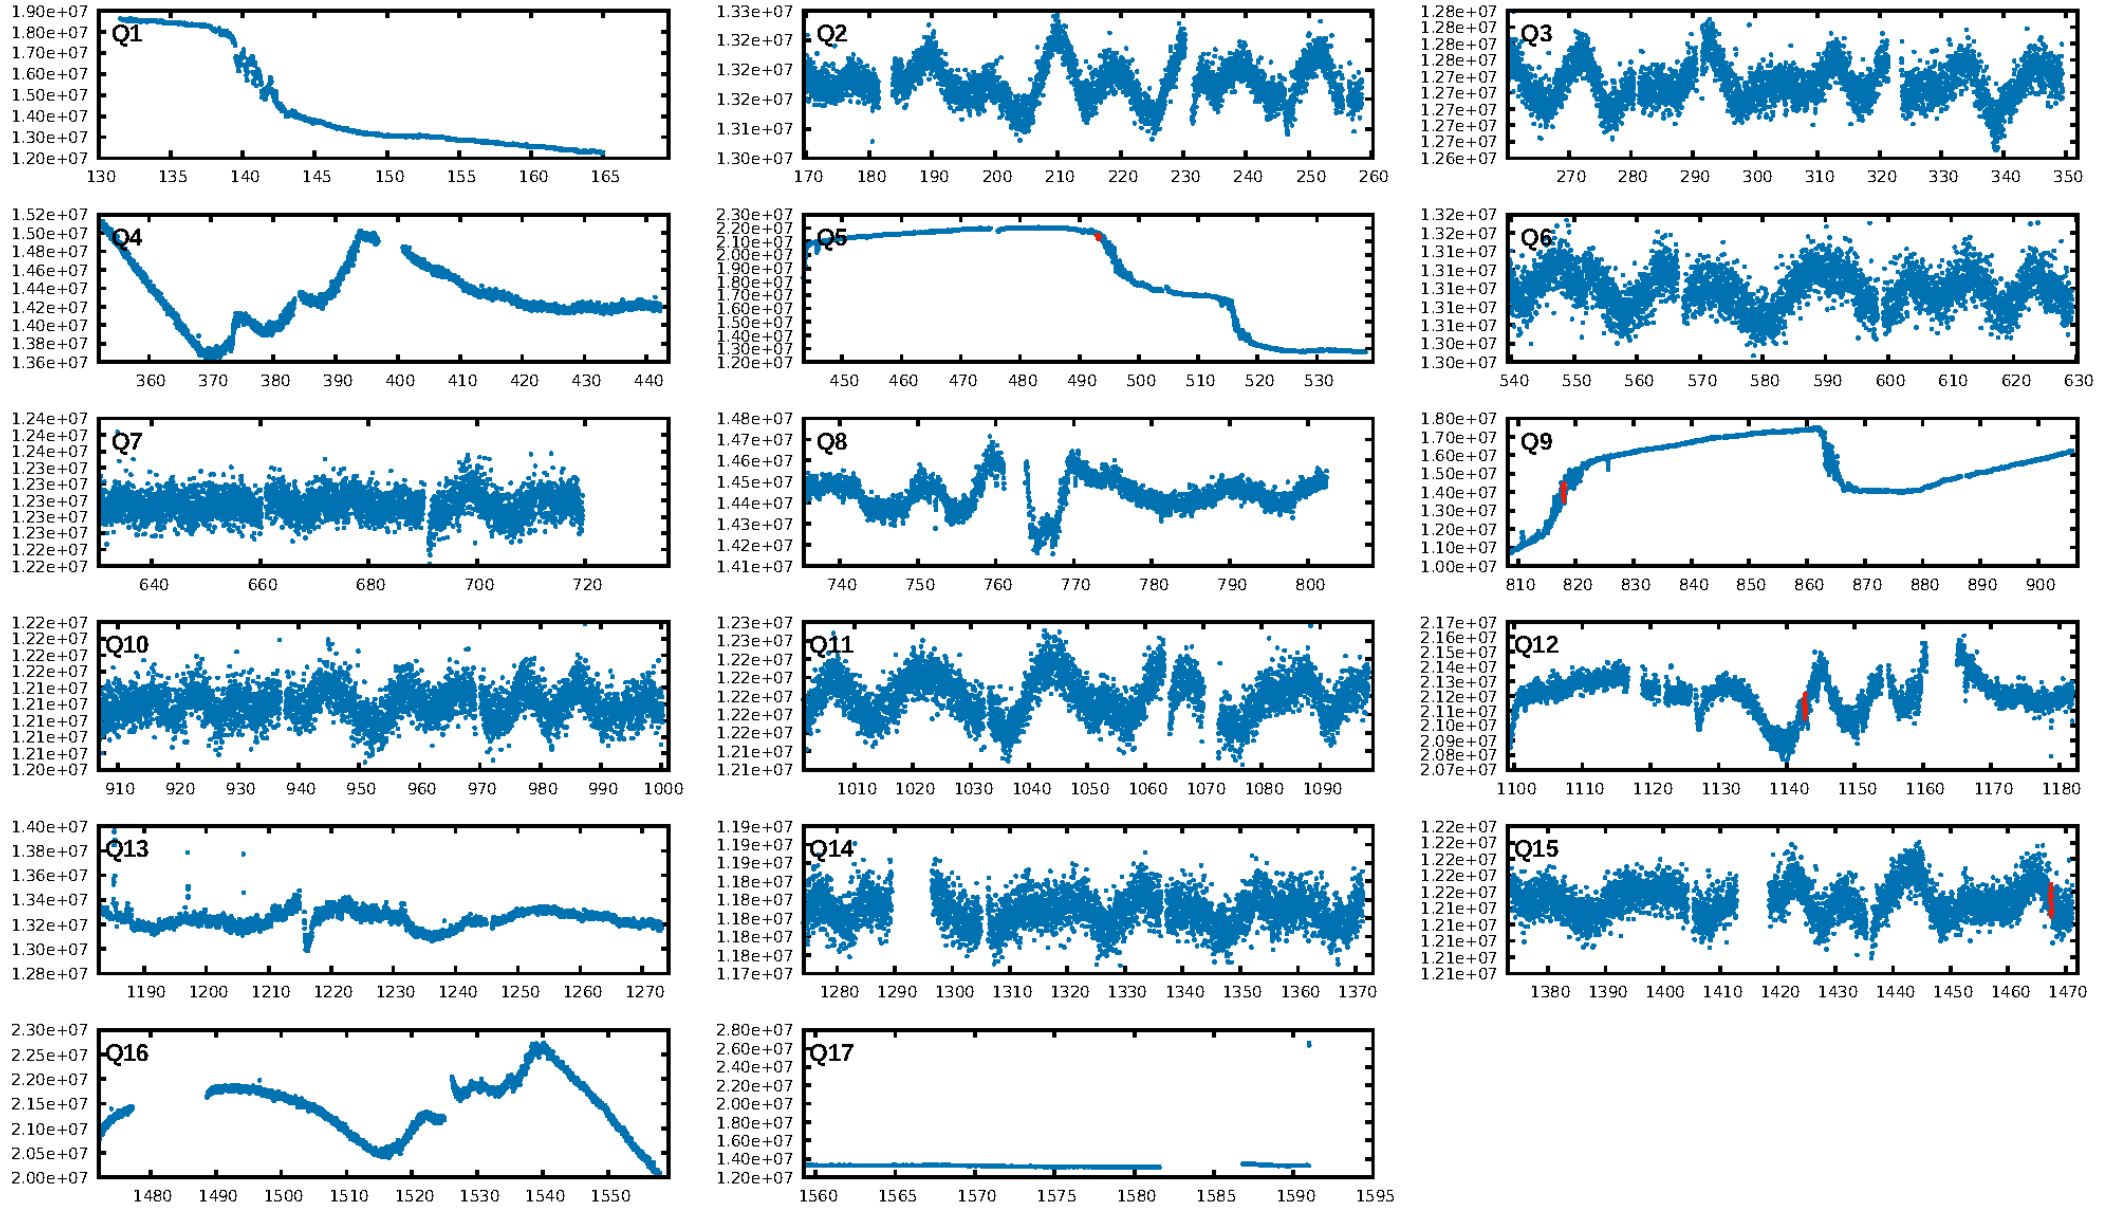 1.90e+07 1.80e+07 1.70e+07 1.60e+07 1.50e+07 1.40e+07 1.30e+07 1.20e+07
Q1
130 135 140 145 150 155 160 165
1.33e+07 1.32e+07 1.32e+07 1.32e+07 1.31e+07 1.30e+07
Q2
170 180 190 200 210 220 230 240 250 260
1.28e+07 1.28e+07 1.28e+07 1.27e+07 1.27e+07 1.27e+07 1.27e+07 1.27e+07 1.26e+07
Q3
270 280 290 300 310 320 330 340 350
1.52e+07 1.50e+07 1.48e+07 1.46e+07 1.44e+07 1.42e+07 1.40e+07 1.38e+07 1.36e+07
Q4
360 370 380 390 400 410 420 430 440
2.30e+07 2.20e+07 2.10e+07 2.00e+07 1.90e+07 1.80e+07 1.70e+07 1.60e+07 1.50e+07 1.40e+07 1.30e+07 1.20e+07
Q5
450 460 470 480 490 500 510 520 530
1.32e+07 1.32e+07 1.31e+07 1.31e+07 1.31e+07 1.31e+07 1.31e+07 1.30e+07 1.30e+07
Q6
540 550 560 570 580 590 600 610 620 630
1.24e+07 1.24e+07 1.24e+07 1.23e+07 1.23e+07 1.23e+07 1.23e+07 1.23e+07 1.22e+07 1.22e+07
Q7
640 660 680 700 720
1.48e+07 1.47e+07 1.46e+07 1.45e+07 1.44e+07 1.43e+07 1.42e+07 1.41e+07
Q8
740 750 760 770 780 790 800
1.80e+07 1.70e+07 1.60e+07 1.50e+07 1.40e+07 1.30e+07 1.20e+07 1.10e+07 1.00e+07
Q9
810 820 830 840 850 860 870 880 890 900
1.22e+07 1.22e+07 1.22e+07 1.22e+07 1.21e+07 1.21e+07 1.21e+07 1.21e+07 1.21e+07 1.20e+07
Q10
910 920 930 940 950 960 970 980 990 1000
1.23e+07 1.23e+07 1.22e+07 1.22e+07 1.22e+07 1.22e+07 1.22e+07 1.21e+07 1.21e+07
Q11
1010 1020 1030 1040 1050 1060 1070 1080 1090
2.17e+07 2.16e+07 2.15e+07 2.14e+07 2.13e+07 2.12e+07 2.11e+07 2.10e+07 2.09e+07 2.08e+07 2.07e+07
Q12
1100 1110 1120 1130 1140 1150 1160 1170 1180
1.40e+07 1.38e+07 1.36e+07 1.34e+07 1.32e+07 1.30e+07 1.28e+07
Q13
1190 1200 1210 1220 1230 1240 1250 1260 1270
1.19e+07 1.19e+07 1.19e+07 1.18e+07 1.18e+07 1.18e+07 1.18e+07 1.17e+07
Q14
1280 1290 1300 1310 1320 1330 1340 1350 1360 1370
1.22e+07 1.22e+07 1.22e+07 1.22e+07 1.22e+07 1.21e+07 1.21e+07 1.21e+07 1.21e+07 1.21e+07
Q15
1380 1390 1400 1410 1420 1430 1440 1450 1460 1470
2.30e+07 2.25e+07 2.20e+07 2.15e+07 2.10e+07 2.05e+07 2.00e+07
Q16
1480 1490 1500 1510 1520 1530 1540 1550
2.80e+07 2.60e+07 2.40e+07 2.20e+07 2.00e+07 1.80e+07 1.60e+07 1.40e+07 1.20e+07
Q17
1560 1565 1570 1575 1580 1585 1590 1595